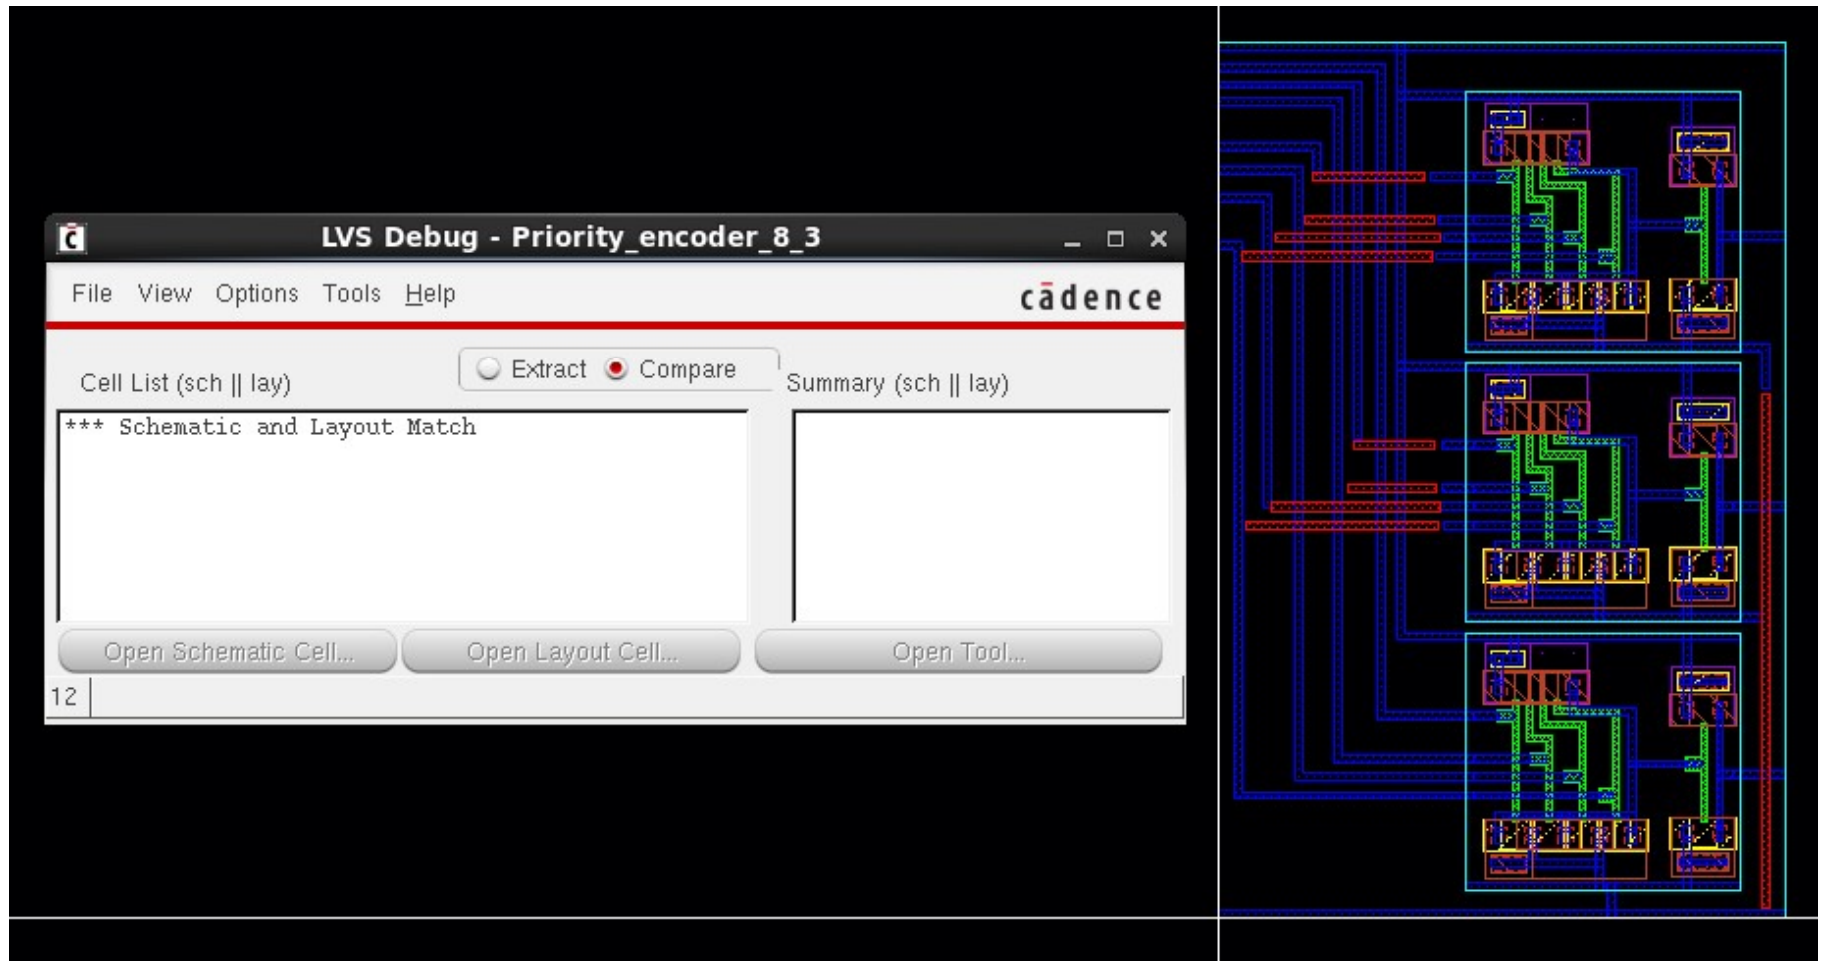 LVS Debug - Priority_encoder_8_3
File View Options Tools Help
cādence
Extract Compare
Cell List (sch || lay)
Summary (sch || lay)
*** Schematic and Layout Match
Open Schematic Cell...
Open Layout Cell...
Open Tool...
12